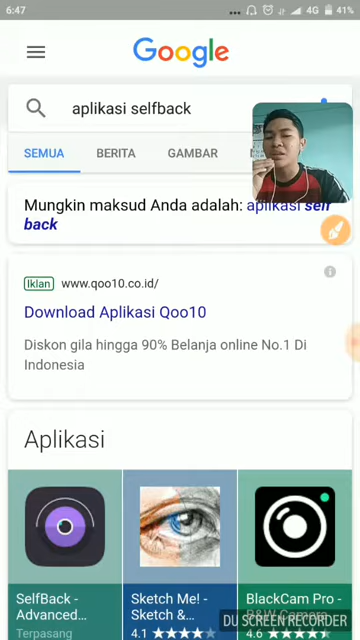 6:47
4G 41%
Google
aplikasi selfback
SEMUA BERITA GAMBAR
Mungkin maksud Anda adalah: aplikasi self
back
Iklan www.qoo10.co.id/
Download Aplikasi Qoo10
Diskon gila hingga 90% Belanja online No.1 Di
Indonesia
Aplikasi
SelfBack -
Advanced...
Terpasang
Sketch Me! -
Sketch &...
4.1
BlackCam Pro -
B&W Camera
4.6
DU SCREEN RECORDER